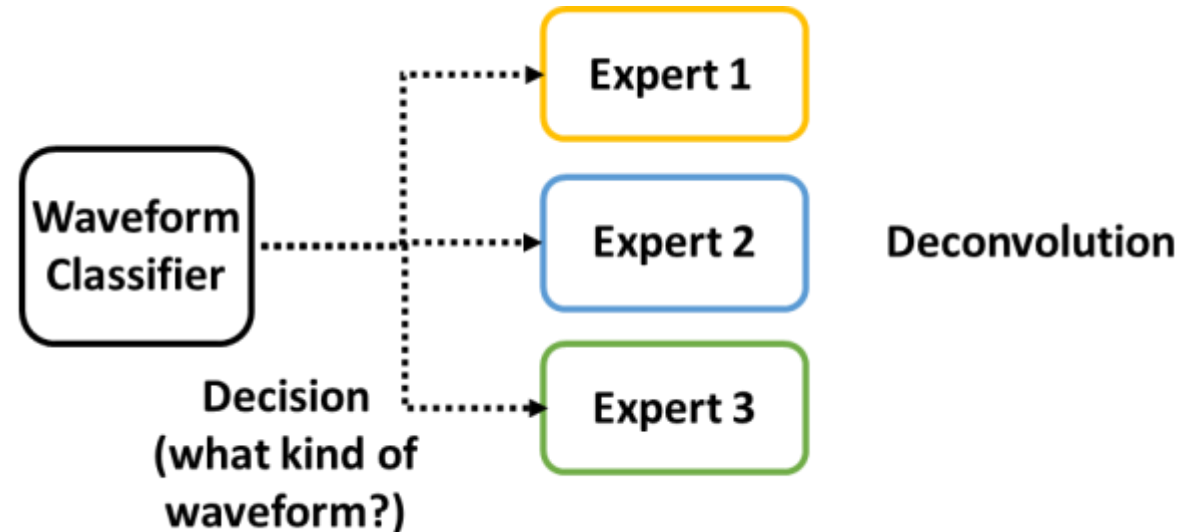 Expert 1
Waveform
Classifier
Expert 2
Deconvolution
Expert 3
Decision
(what kind of
waveform?)